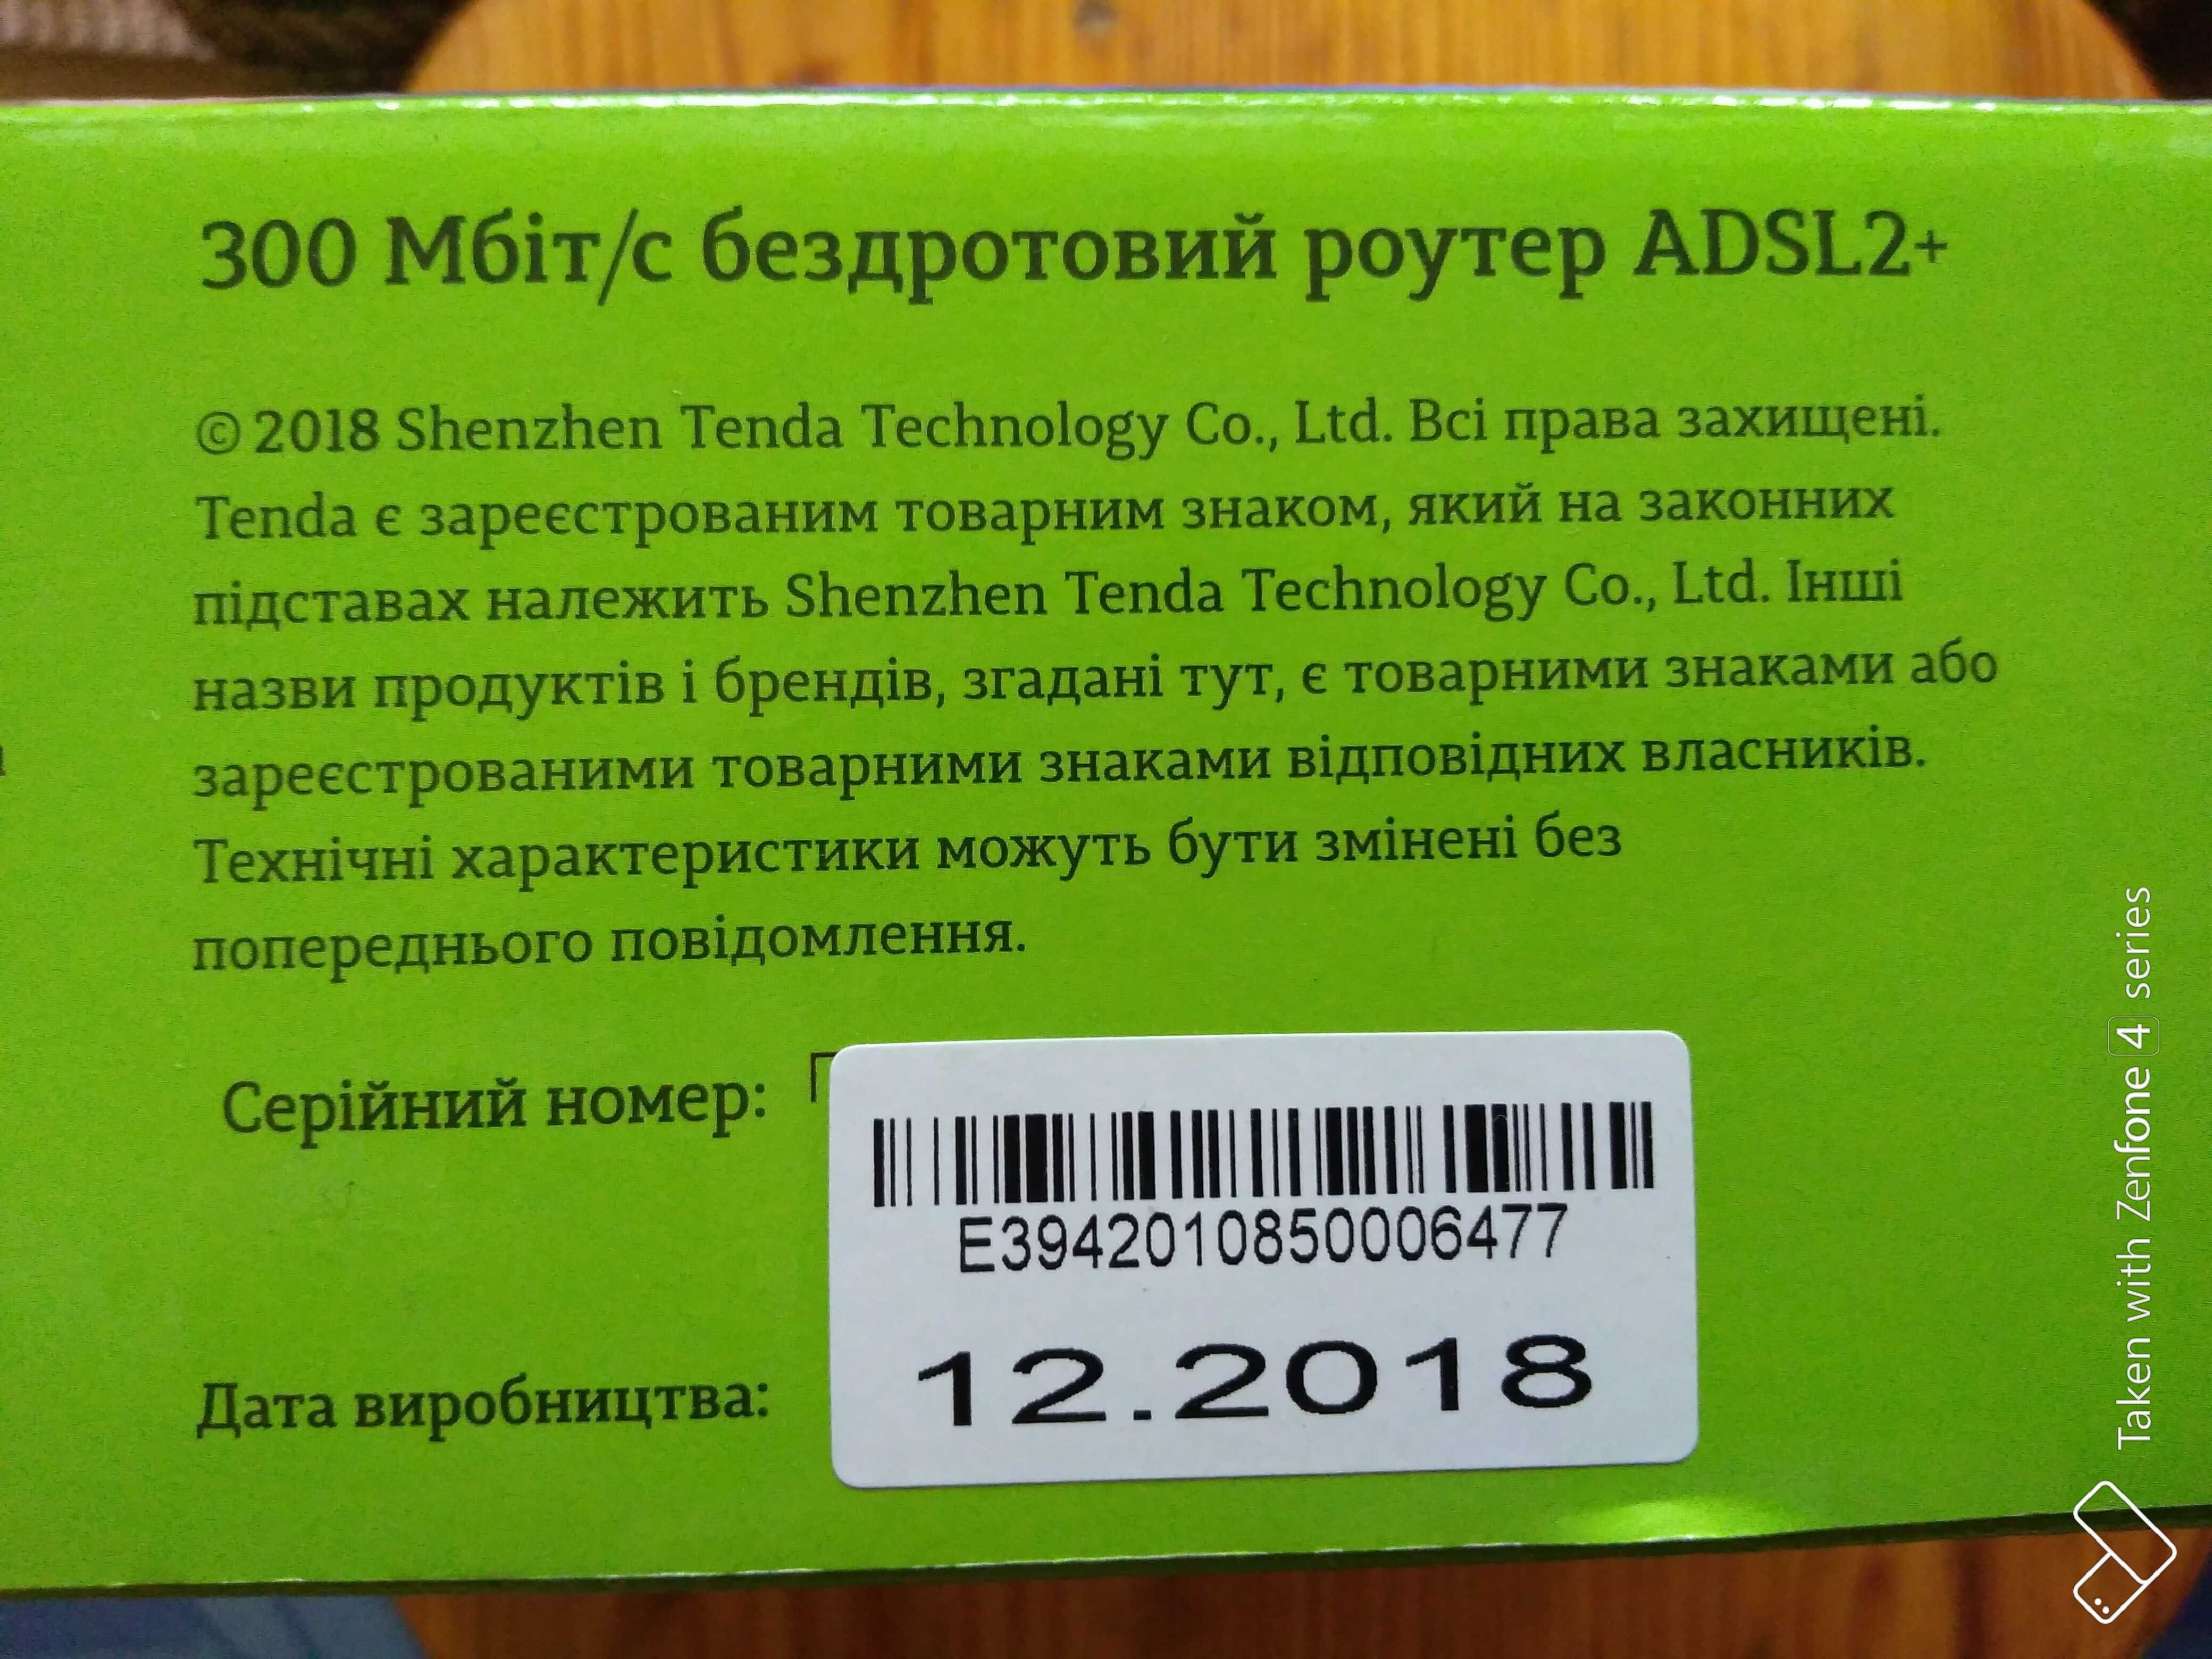 300 Мбіт/с бездротовий роутер ADSL2+
© 2018 Shenzhen Tenda Technology Co., Ltd. Всі права захищені.
Tenda є зареєстрованим товарним знаком, який на законних
підставах належить Shenzhen Tenda Technology Co., Ltd. Інші
назви продуктів і брендів, згадані тут, є товарними знаками або
зареєстрованими товарними знаками відповідних власників.
Технічні характеристики можуть бути змінені без
попереднього повідомлення.
Серійний номер:
E3942010850006477
Дата виробництва:
12.2018
Taken with Zenfone 4 series